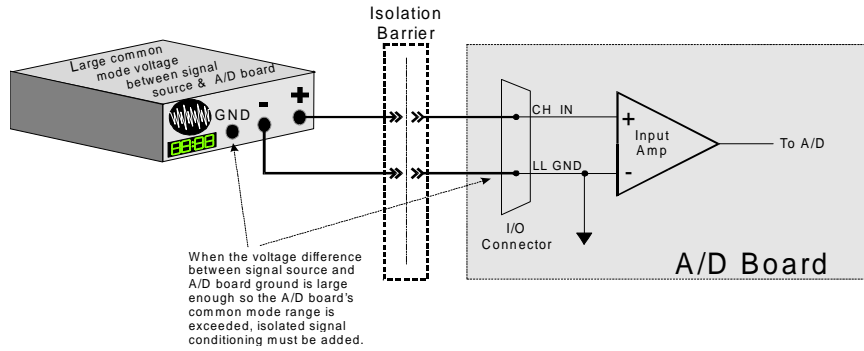 Isolation
Barrier
Large common
mode voltage
between signal
source & A/D board
GND
-
+
88:88
CH IN
+
Input
Amp
To A/D
LL GND
-
I/O
Connector
When the voltage difference
between signal source and
A/D board ground is large
enough so the A/D board's
common mode range is
exceeded, isolated signal
conditioning must be added.
A/D Board